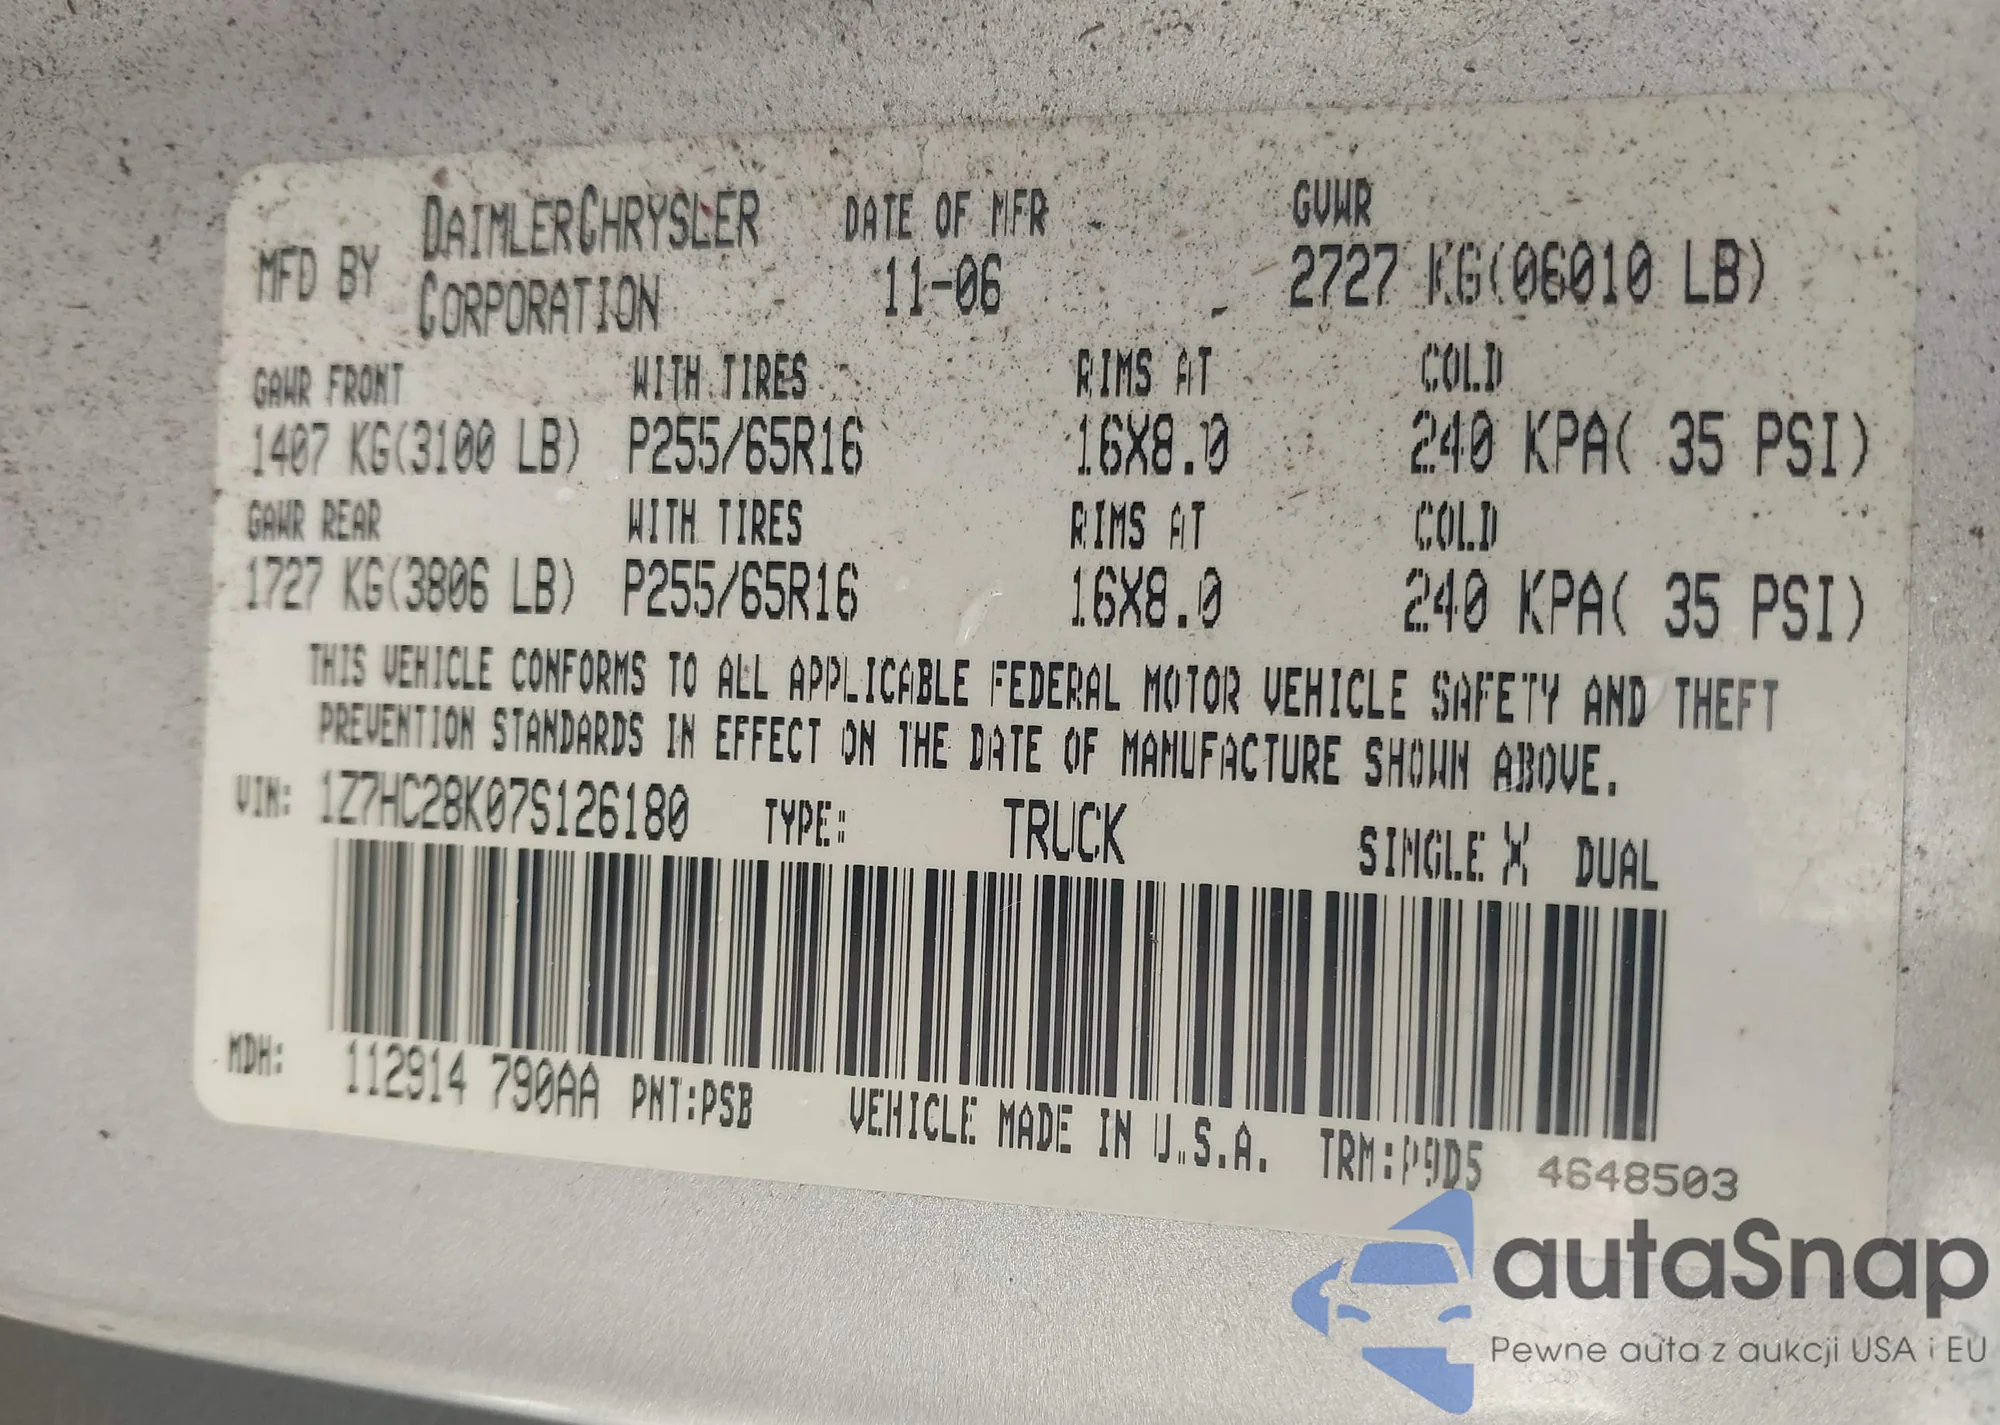 MFD BY DAIMLERCHRYSLER CORPORATION DATE OF MFR 11-06 GVWR 2727 KG(06010 LB)
GAWR FRONT WITH TIRES RIMS AT COLD
1407 KG(3100 LB) P255/65R16 16X8.0 240 KPA( 35 PSI)
GAWR REAR WITH TIRES RIMS AT COLD
1727 KG(3806 LB) P255/65R16 16X8.0 240 KPA( 35 PSI)
THIS VEHICLE CONFORMS TO ALL APPLICABLE FEDERAL MOTOR VEHICLE SAFETY AND THEFT
PREVENTION STANDARDS IN EFFECT ON THE DATE OF MANUFACTURE SHOWN ABOVE.
VIN: 1Z7HC28K07S126180 TYPE: TRUCK SINGLE X DUAL
MDH: 112914 790AA PNT:PSB VEHICLE MADE IN U.S.A. TRM:P9D5 4648503
autaSnap
Pewne auta z aukcji USA i EU